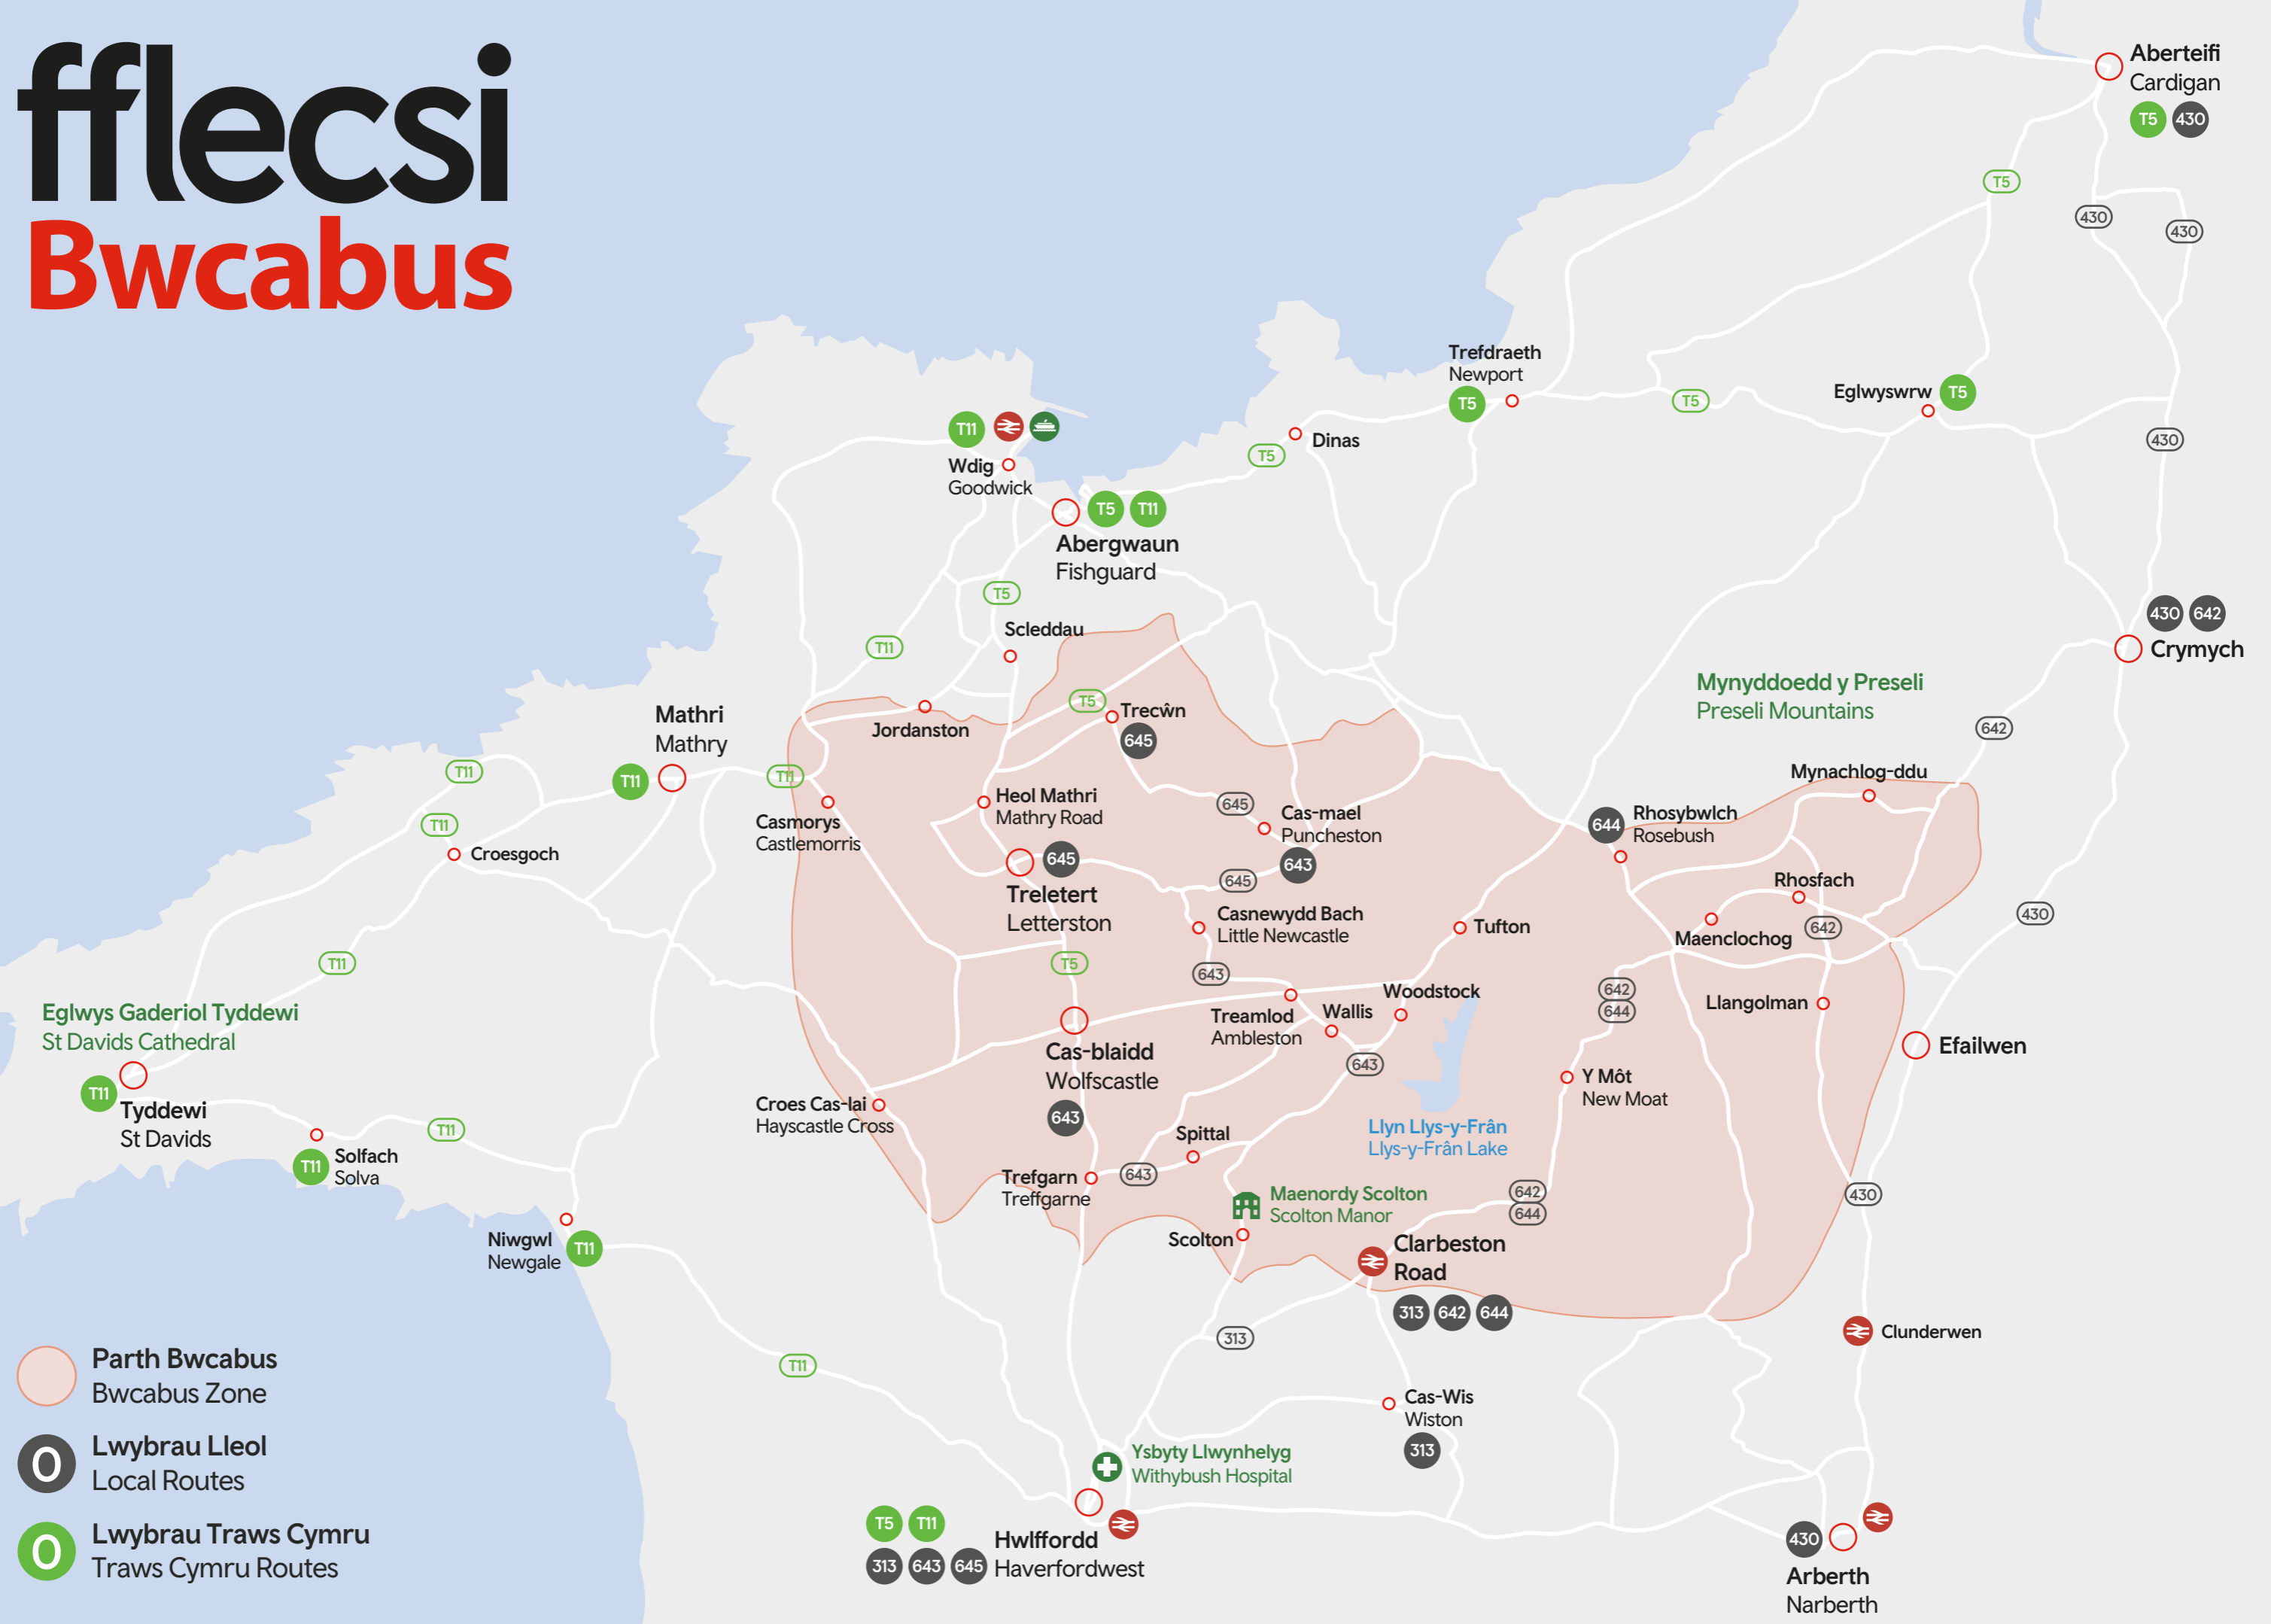 fflecsi
Bwcabus
Aberteifi
Cardigan
T5 430
T5
430
430
Trefdraeth
Newport
T5
T5
Eglwyswrw
T5
430
T11
Wdig
Goodwick
Dinas
T5
T5 T11
Abergwaun
Fishguard
T5
Scleddau
T11
430 642
Crymych
Mynyddoedd y Preseli
Preseli Mountains
642
T5
Trecŵn
645
Jordanston
Mathri
Mathry
T11
T11
T11
Mynachlog-ddu
Heol Mathri
Mathry Road
645
Cas-mael
Puncheston
643
644
Rhosybwlch
Rosebush
Casmorys
Castlemorris
T11
Croesgoch
645
Treletert
Letterston
645
Rhosfach
Casnewydd Bach
Little Newcastle
Tufton
Maenclochog
642
430
T11
T5
643
642
644
Woodstock
Llangolman
Eglwys Gaderiol Tyddewi
St Davids Cathedral
Treamlod
Ambleston
Wallis
Cas-blaidd
Wolfscastle
643
643
Efailwen
Y Môt
New Moat
T11
Tyddewi
St Davids
T11
Croes Cas-lai
Hayscastle Cross
Llyn Llys-y-Frân
Llys-y-Frân Lake
Solfach
Solva
T11
Spittal
Trefgarn
Treffgarne
643
Maenordy Scolton
Scolton Manor
Scolton
642
644
430
Niwgwl
Newgale
T11
Clarbeston
Road
313 642 644
313
Clunderwen
T11
Cas-Wis
Wiston
313
Ysbyty Llwynhelyg
Withybush Hospital
T5 T11
313 643 645
Hwlffordd
Haverfordwest
430
Arberth
Narberth
Parth Bwcabus
Bwcabus Zone
0
Lwybrau Lleol
Local Routes
0
Lwybrau Traws Cymru
Traws Cymru Routes